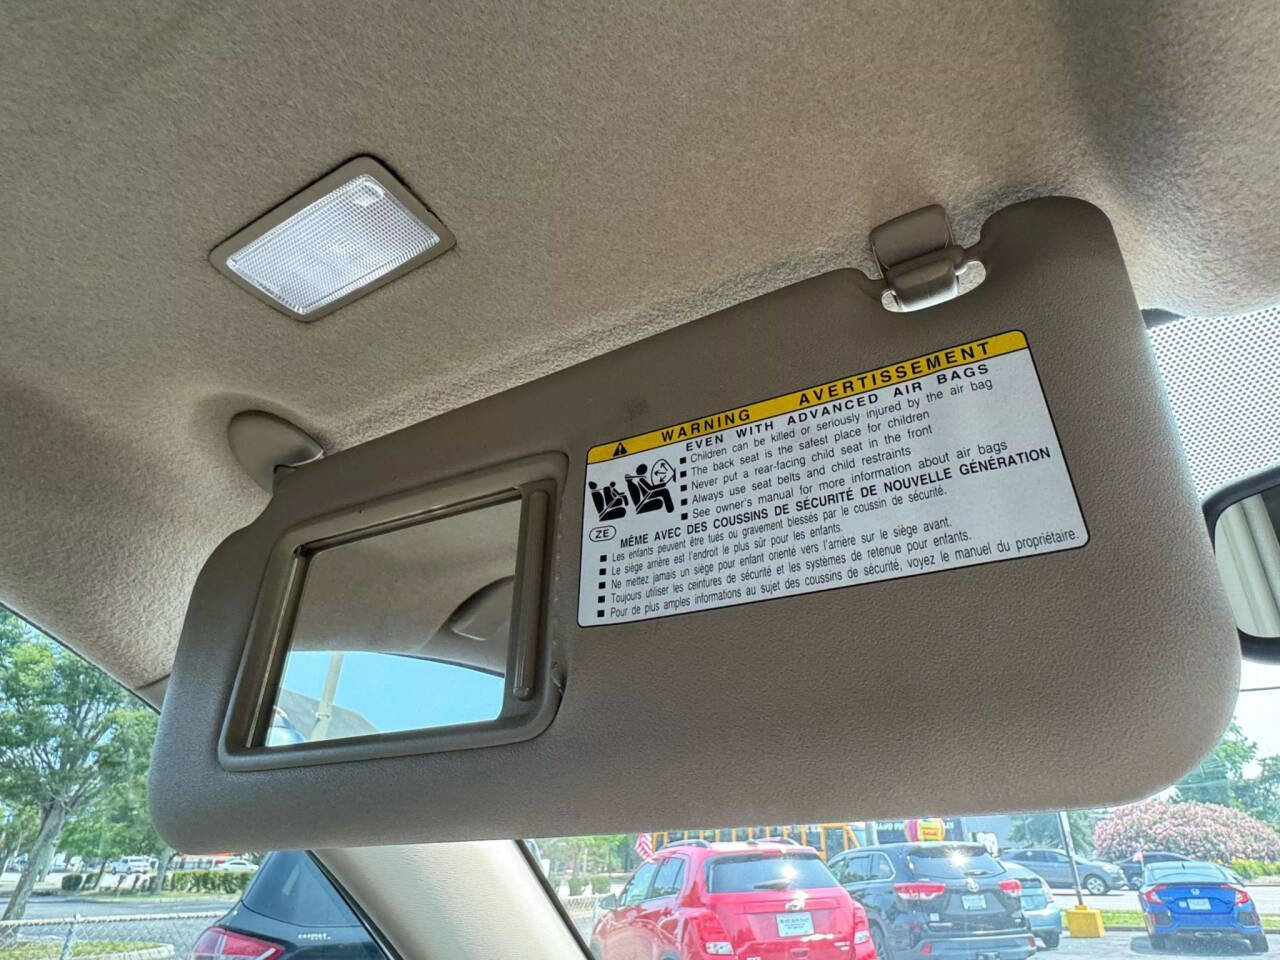 WARNING AVERTISSEMENT
EVEN WITH ADVANCED AIR BAGS
■ Children can be killed or seriously injured by the air bag
■ The back seat is the safest place for children
■ Never put a rear-facing child seat in the front
■ Always use seat belts and child restraints
■ See owner's manual for more information about air bags
ZE
MÊME AVEC DES COUSSINS DE SÉCURITÉ DE NOUVELLE GÉNÉRATION
■ Les enfants peuvent être tués ou gravement blessés par le coussin de sécurité.
■ Le siège arrière est l'endroit le plus sûr pour les enfants.
■ Ne mettez jamais un siège pour enfant orienté vers l'arrière sur le siège avant.
■ Toujours utiliser les ceintures de sécurité et les systèmes de retenue pour enfants.
■ Pour de plus amples informations au sujet des coussins de sécurité, voyez le manuel du propriétaire.